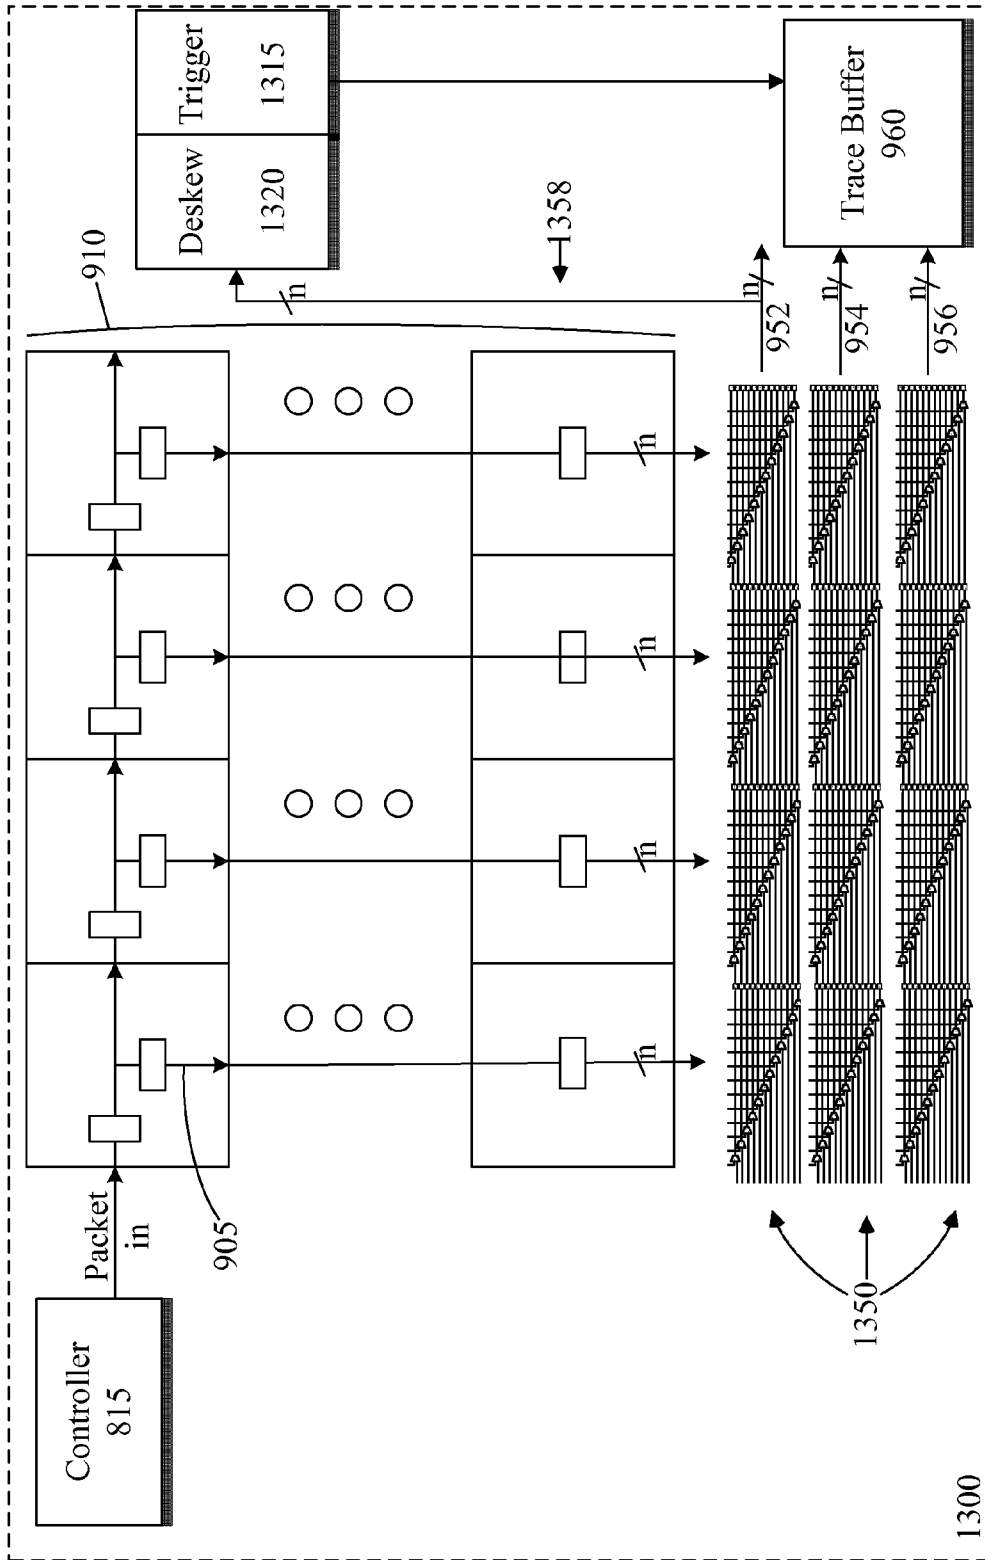 Controller
815
Packet
in
905
910
Deskew
1320
Trigger
1315
n
1358
n
n
n
n
1350
n
952
n
954
n
956
Trace Buffer
960
1300